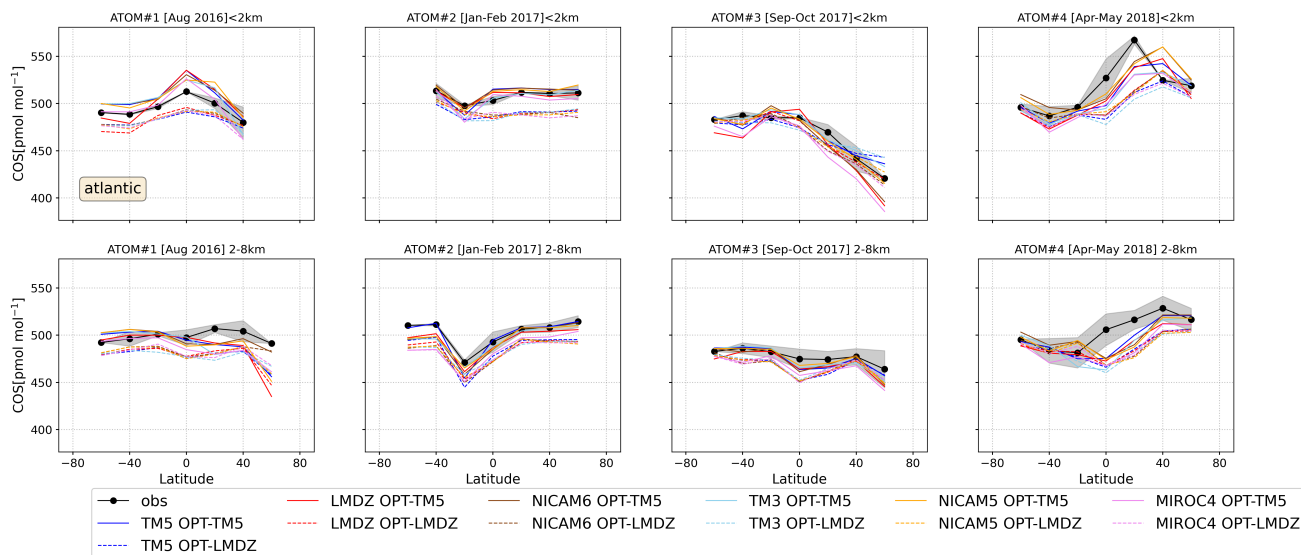 ATOM#1 [Aug 2016]<2km
ATOM#2 [Jan-Feb 2017]<2km
ATOM#3 [Sep-Oct 2017]<2km
ATOM#4 [Apr-May 2018]<2km
COS[pmol mol⁻¹]
550
500
450
400
atlantic
ATOM#1 [Aug 2016] 2-8km
ATOM#2 [Jan-Feb 2017] 2-8km
ATOM#3 [Sep-Oct 2017] 2-8km
ATOM#4 [Apr-May 2018] 2-8km
COS[pmol mol⁻¹]
550
500
450
400
−80 −40 0 40 80
−80 −40 0 40 80
−80 −40 0 40 80
−80 −40 0 40 80
Latitude
Latitude
Latitude
Latitude
obs
TM5 OPT-TM5
TM5 OPT-LMDZ
LMDZ OPT-TM5
LMDZ OPT-LMDZ
NICAM6 OPT-TM5
NICAM6 OPT-LMDZ
TM3 OPT-TM5
TM3 OPT-LMDZ
NICAM5 OPT-TM5
NICAM5 OPT-LMDZ
MIROC4 OPT-TM5
MIROC4 OPT-LMDZ